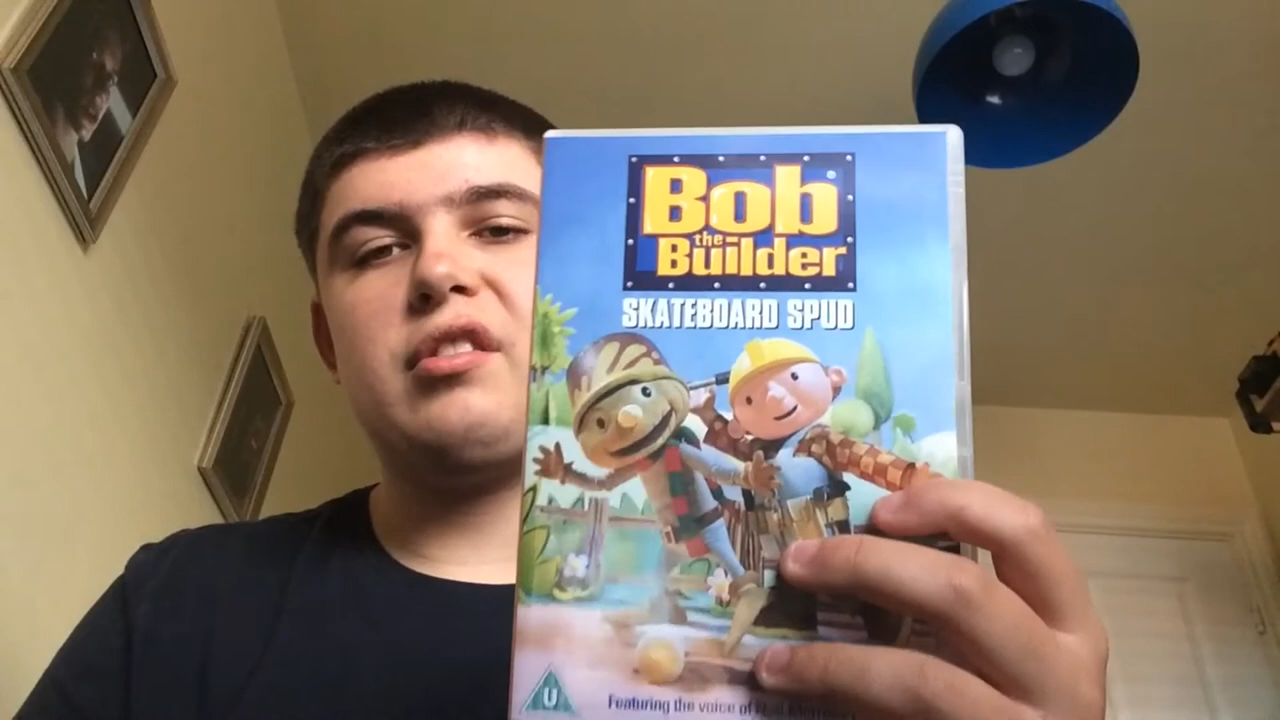 Bob
the
Builder
SKATEBOARD SPUD
U
Featuring the voice of